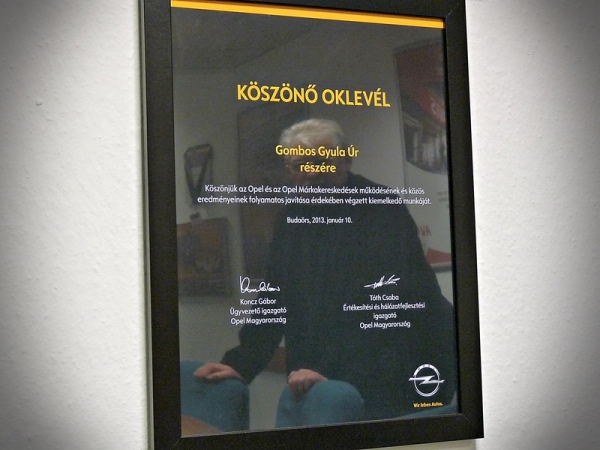 KÖSZÖNŐ OKLEVÉL
Gombos Gyula Úr
részére
Köszönjük az Opel és az Opel Márkakereskedések működésének és közös
eredményeinek folyamatos javítása érdekében végzett kiemelkedő munkáját.
Budaörs, 2013. január 10.
Koncz Gábor
Ügyvezető igazgató
Opel Magyarország
Tóth Csaba
Értékesítési és hálózatfejlesztési
igazgató
Opel Magyarország
Wir leben Autos.